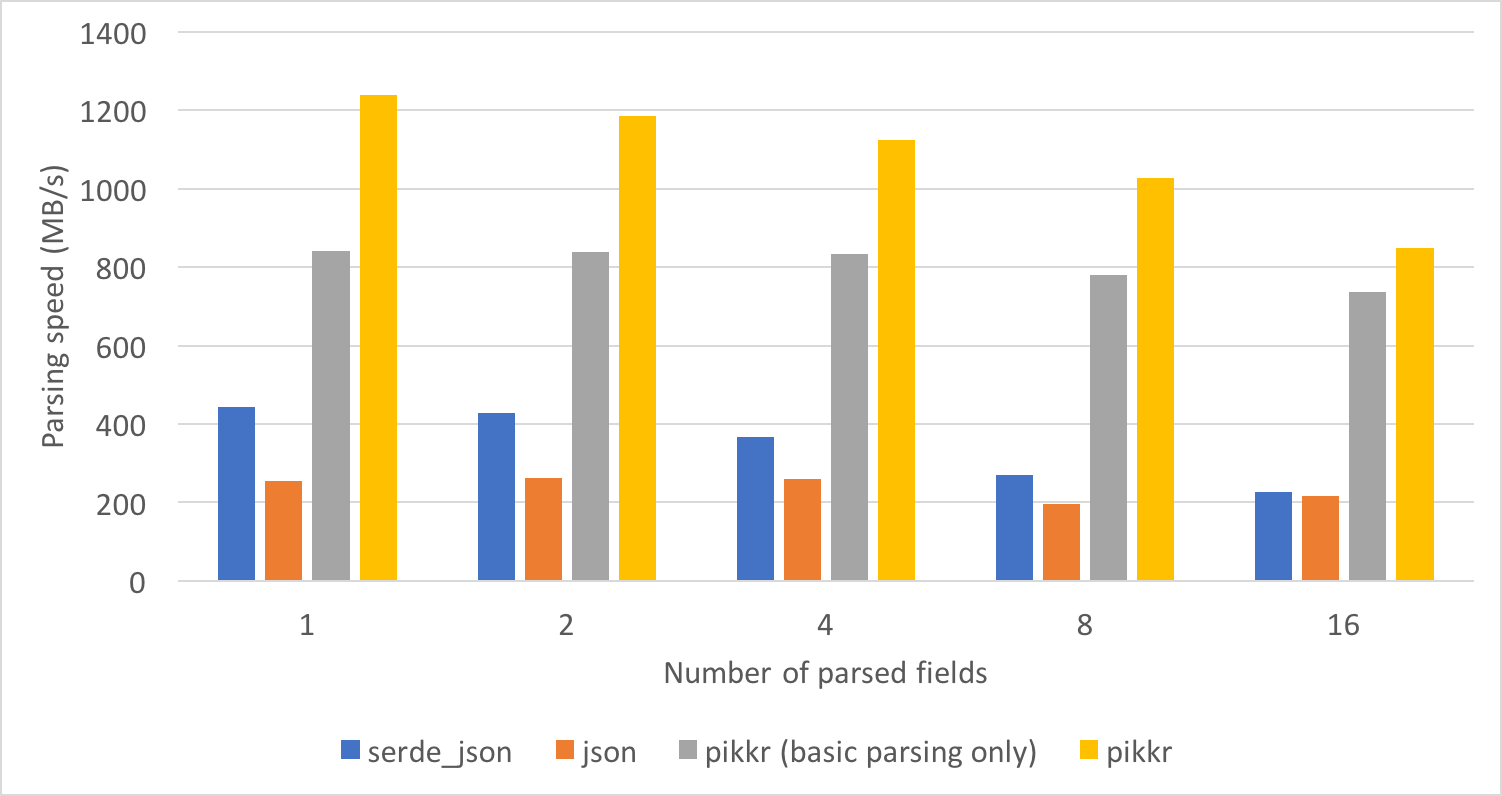 1400
1200
1000
800
600
400
200
0
Parsing speed (MB/s)
1 2 4 8 16
Number of parsed fields
serde_json json pikkr (basic parsing only) pikkr